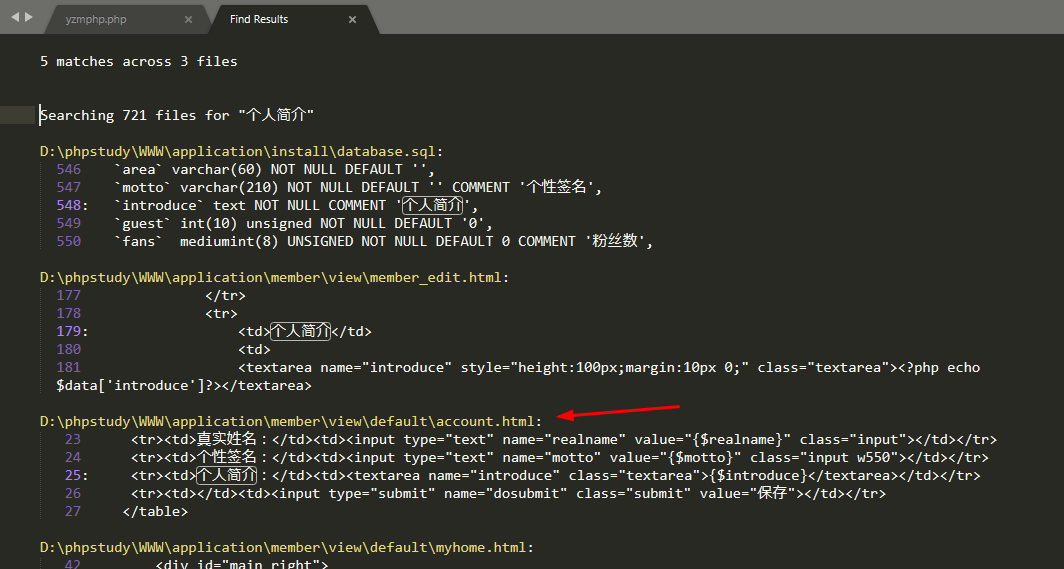 yzmphp.php × Find Results ×
5 matches across 3 files
Searching 721 files for "个人简介"
D:\phpstudy\WWW\application\install\database.sql:
546 `area` varchar(60) NOT NULL DEFAULT '',
547 `motto` varchar(210) NOT NULL DEFAULT '' COMMENT '个性签名',
548: `introduce` text NOT NULL COMMENT '个人简介',
549 `guest` int(10) unsigned NOT NULL DEFAULT '0',
550 `fans` mediumint(8) UNSIGNED NOT NULL DEFAULT 0 COMMENT '粉丝数',
D:\phpstudy\WWW\application\member\view\member_edit.html:
177 </tr>
178 <tr>
179: <td>个人简介</td>
180 <td>
181 <textarea name="introduce" style="height:100px;margin:10px 0;" class="textarea"><?php echo
$data['introduce']?></textarea>
D:\phpstudy\WWW\application\member\view\default\account.html:
23 <tr><td>真实姓名：</td><td><input type="text" name="realname" value="{$realname}" class="input"></td></tr>
24 <tr><td>个性签名：</td><td><input type="text" name="motto" value="{$motto}" class="input w550"></td></tr>
25: <tr><td>个人简介：</td><td><textarea name="introduce" class="textarea">{$introduce}</textarea></td></tr>
26 <tr><td></td><td><input type="submit" name="dosubmit" class="submit" value="保存"></td></tr>
27 </table>
D:\phpstudy\WWW\application\member\view\default\myhome.html:
42 <div id="main_right">